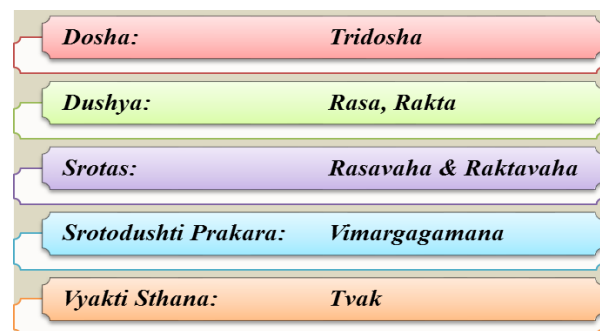 Dosha: Tridosha
Dushya: Rasa, Rakta
Srotas: Rasavaha & Raktavaha
Srotodushti Prakara: Vimargagamana
Vyakti Sthana: Tvak